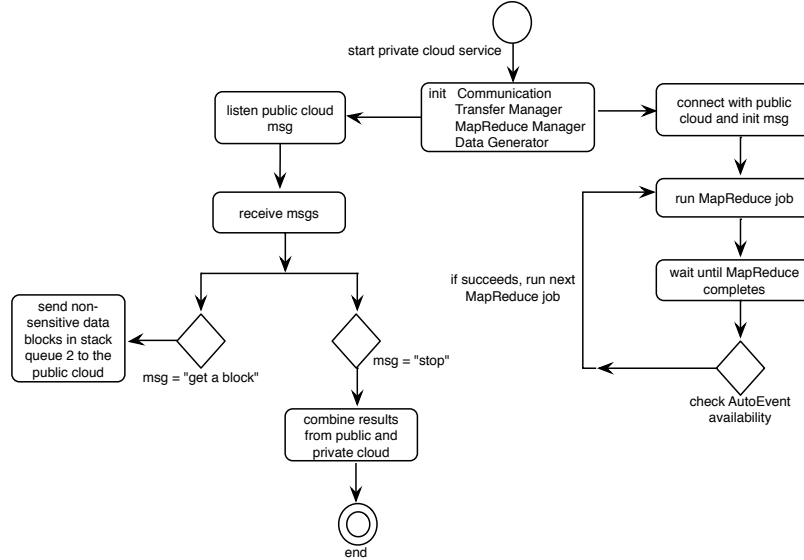 start private cloud service
init Communication
Transfer Manager
MapReduce Manager
Data Generator
listen public cloud
msg
connect with public
cloud and init msg
receive msgs
run MapReduce job
if succeeds, run next
MapReduce job
wait until MapReduce
completes
send non-
sensitive data
blocks in stack
queue 2 to the
public cloud
msg = "get a block"
msg = "stop"
check AutoEvent
availability
combine results
from public and
private cloud
end